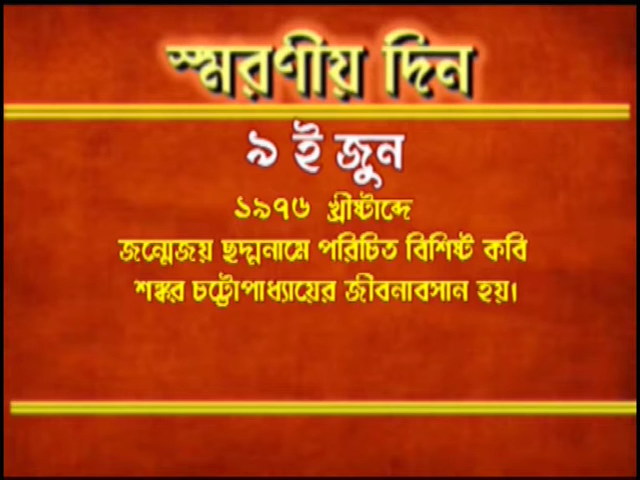 স্মরণীয় দিন
৯ ই জুন
১৯৭৬ খ্রীষ্টাব্দে
জন্মেজয় ছদ্মনামে পরিচিত বিশিষ্ট কবি
শঙ্কর চট্টোপাধ্যায়ের জীবনাবসান হয়।